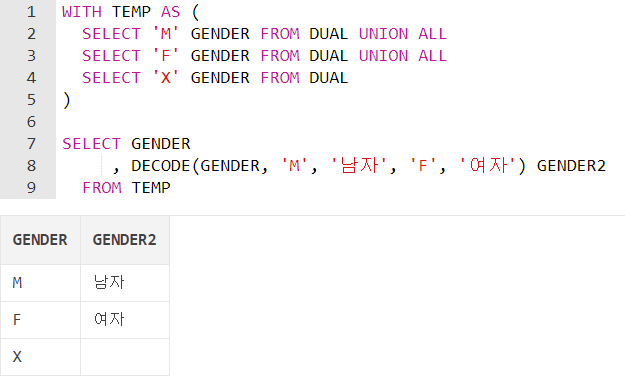 1 WITH TEMP AS (
2 SELECT 'M' GENDER FROM DUAL UNION ALL
3 SELECT 'F' GENDER FROM DUAL UNION ALL
4 SELECT 'X' GENDER FROM DUAL
5 )
6
7 SELECT GENDER
8 , DECODE(GENDER, 'M', '남자', 'F', '여자') GENDER2
9 FROM TEMP
GENDER GENDER2
M 남자
F 여자
X